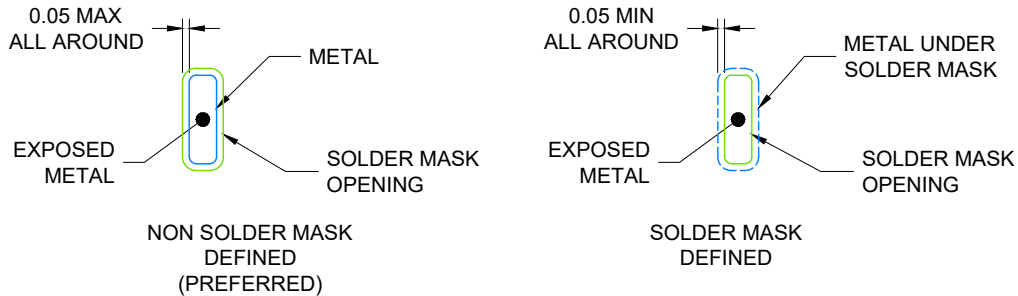 0.05 MAX
ALL AROUND
METAL
EXPOSED
METAL
SOLDER MASK
OPENING
NON SOLDER MASK
DEFINED
(PREFERRED)
0.05 MIN
ALL AROUND
METAL UNDER
SOLDER MASK
EXPOSED
METAL
SOLDER MASK
OPENING
SOLDER MASK
DEFINED